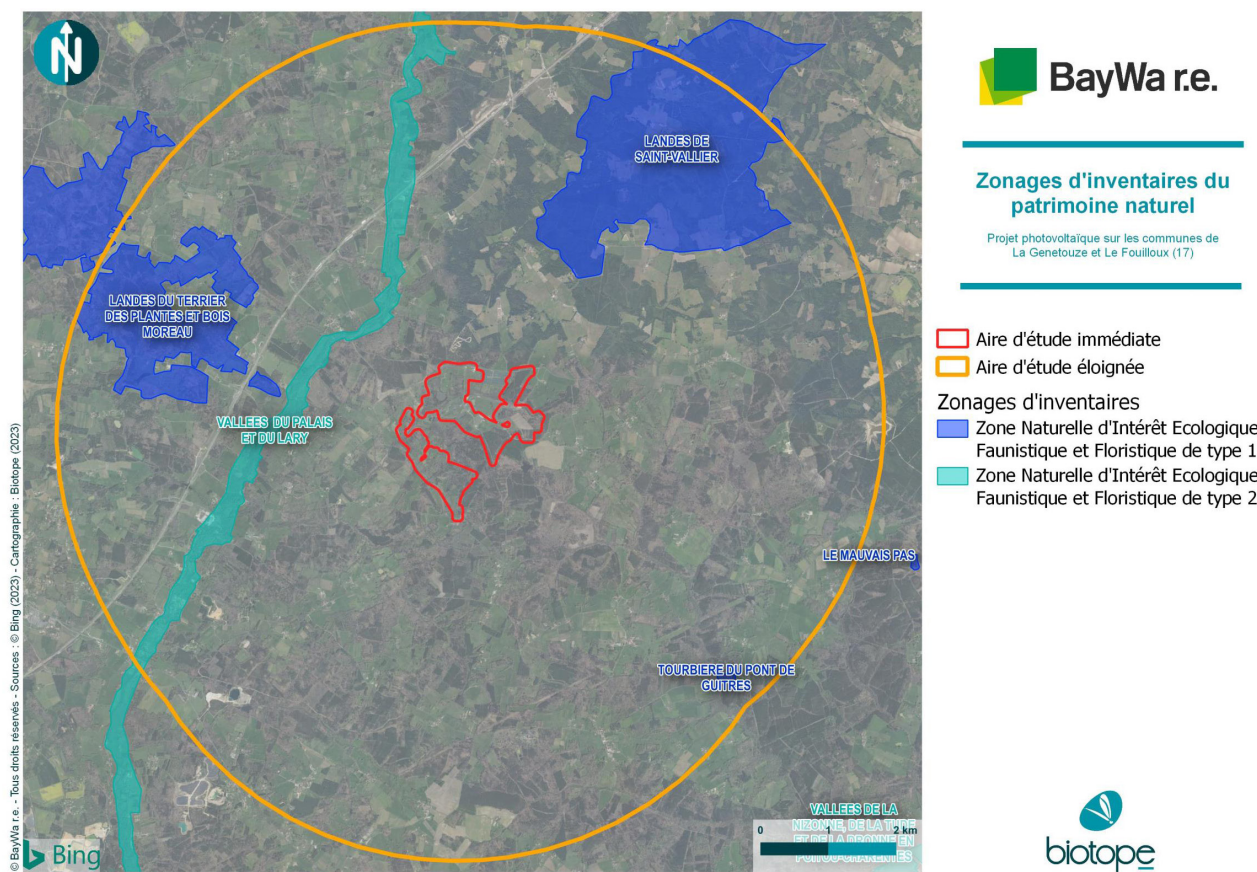 N
LANDES DE
SAINT-VALLIER
LANDES DU TERRIER
DES PLANTES ET BOIS
MOREAU
VALLEES DU PALAIS
ET DU LARY
LE MAUVAIS PAS
TOURBIERE DU PONT DE
GUITRES
VALLEES DE LA
NIZONNE, DE LA TUDE
ET DE LA DRONNE EN
POITOU-CHARENTES
0 1 2 km
Bing
© BayWa r.e. - Tous droits réservés - Sources : © Bing (2023) - Cartographie : Biotope (2023)
BayWa r.e.
Zonages d'inventaires du
patrimoine naturel
Projet photovoltaïque sur les communes de
La Genetouze et Le Fouilloux (17)
Aire d'étude immédiate
Aire d'étude éloignée
Zonages d'inventaires
Zone Naturelle d'Intérêt Ecologique
Faunistique et Floristique de type 1
Zone Naturelle d'Intérêt Ecologique
Faunistique et Floristique de type 2
biotope